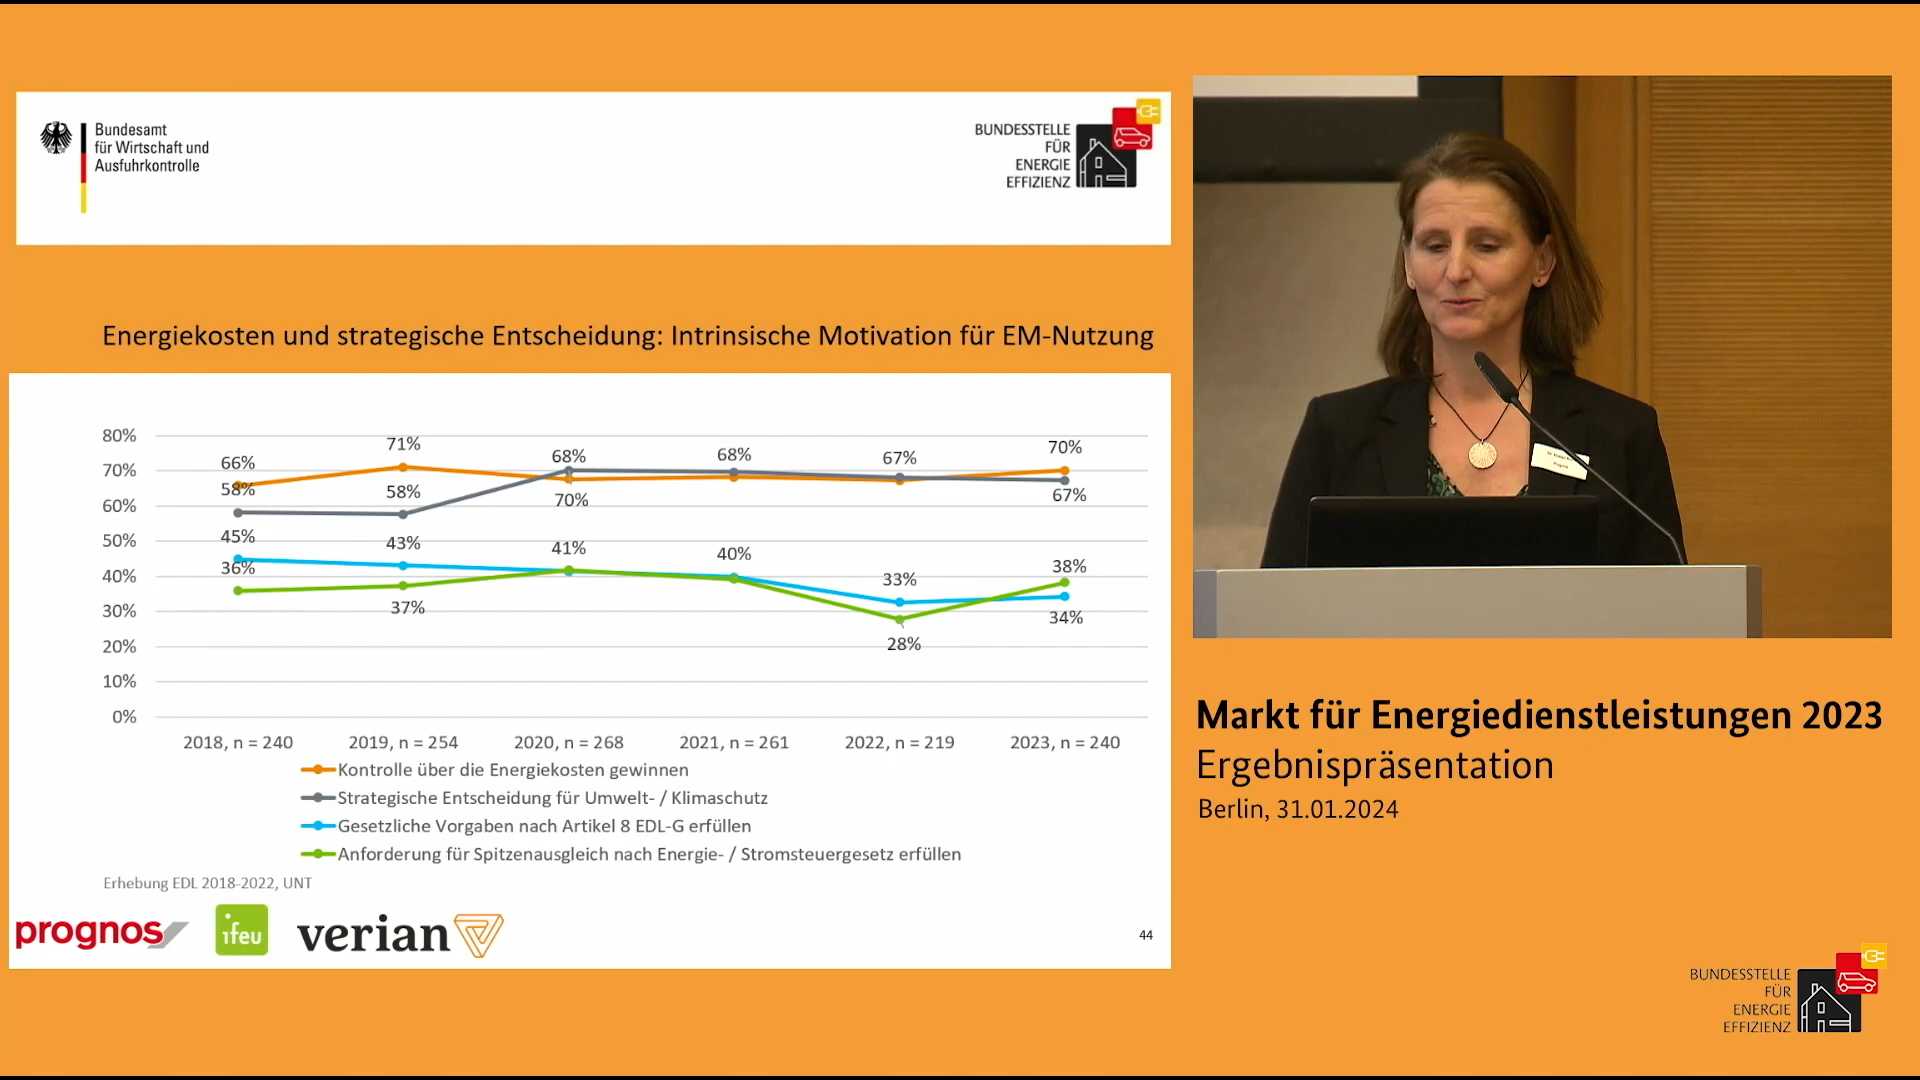 Bundesamt
für Wirtschaft und
Ausfuhrkontrolle
BUNDESSTELLE
FÜR
ENERGIE
EFFIZIENZ
Energiekosten und strategische Entscheidung: Intrinsische Motivation für EM-Nutzung
80%
70%
60%
50%
40%
30%
20%
10%
0%
66% 71% 68% 68% 67% 70%
58% 58% 70% 67%
45% 43% 41% 40% 33% 38%
36% 37% 28% 34%
2018, n = 240 2019, n = 254 2020, n = 268 2021, n = 261 2022, n = 219 2023, n = 240
Kontrolle über die Energiekosten gewinnen
Strategische Entscheidung für Umwelt- / Klimaschutz
Gesetzliche Vorgaben nach Artikel 8 EDL-G erfüllen
Anforderung für Spitzenausgleich nach Energie- / Stromsteuergesetz erfüllen
Erhebung EDL 2018-2022, UNT
prognos ifeu verian
44
Markt für Energiedienstleistungen 2023
Ergebnispräsentation
Berlin, 31.01.2024
BUNDESSTELLE
FÜR
ENERGIE
EFFIZIENZ